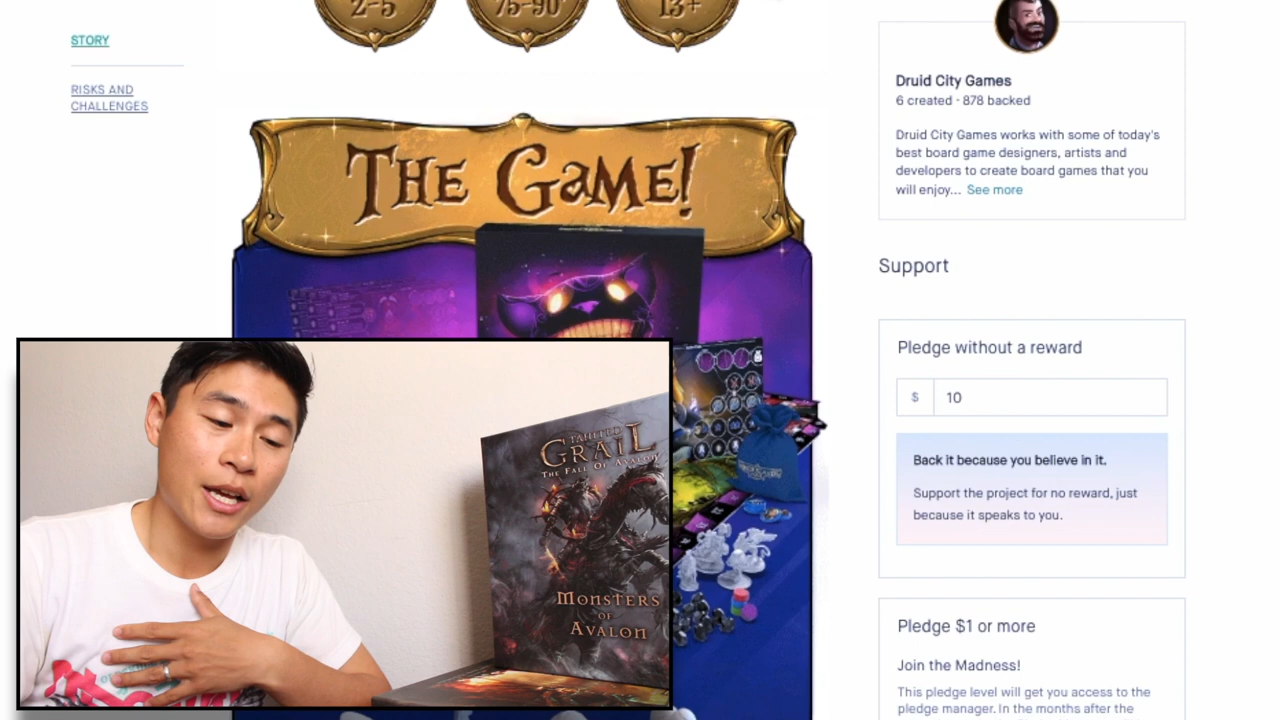 2-5
75-90
13+
STORY
RISKS AND
CHALLENGES
THE GAME!
TAINTED
GRAIL
THE FALL OF AVALON
MONSTERS
OF
AVALON
Druid City Games
6 created · 878 backed
Druid City Games works with some of today's
best board game designers, artists and
developers to create board games that you
will enjoy... See more
Support
Pledge without a reward
$ 10
Back it because you believe in it.
Support the project for no reward, just
because it speaks to you.
Pledge $1 or more
Join the Madness!
This pledge level will get you access to the
pledge manager. In the months after the